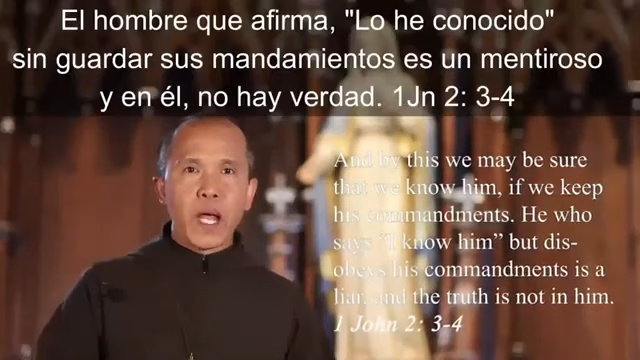 El hombre que afirma, "Lo he conocido"
sin guardar sus mandamientos es un mentiroso
y en él, no hay verdad. 1Jn 2: 3-4
And by this we may be sure
that we know him, if we keep
his commandments. He who
says “I know him” but dis-
obeys his commandments is a
liar, and the truth is not in him.
1 John 2: 3-4